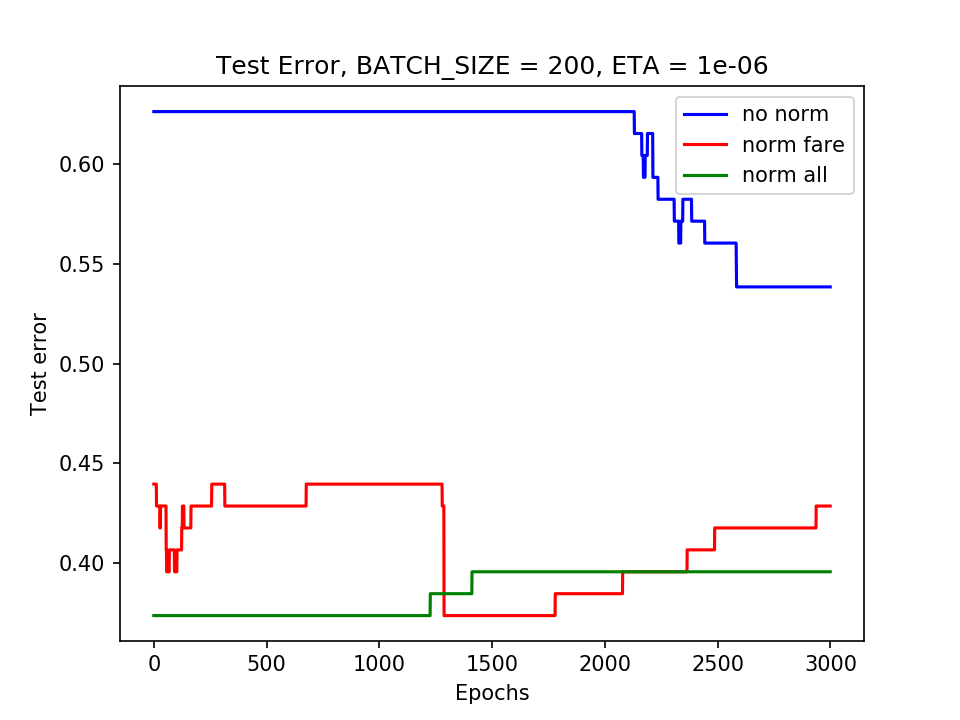 Test Error, BATCH_SIZE = 200, ETA = 1e-06
no norm
norm fare
norm all
0.60
0.55
0.50
0.45
0.40
Test error
0
500
1000
1500
2000
2500
3000
Epochs